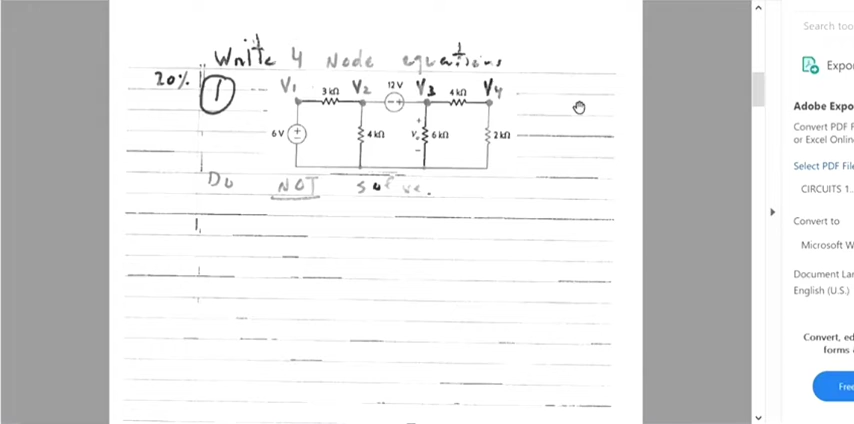 Write 4 Node equations
20% 1
V1 3 kΩ V2 12 V V3 4 kΩ V4
6 V + − 4 kΩ − + + Vo − 6 kΩ 2 kΩ
Do NOT solve.
1.
Search too
Expo
Adobe Expo
Convert PDF F
or Excel Onlin
Select PDF File
CIRCUITS 1..
Convert to
Microsoft W
Document Lan
English (U.S.)
Convert, ed
forms
Free